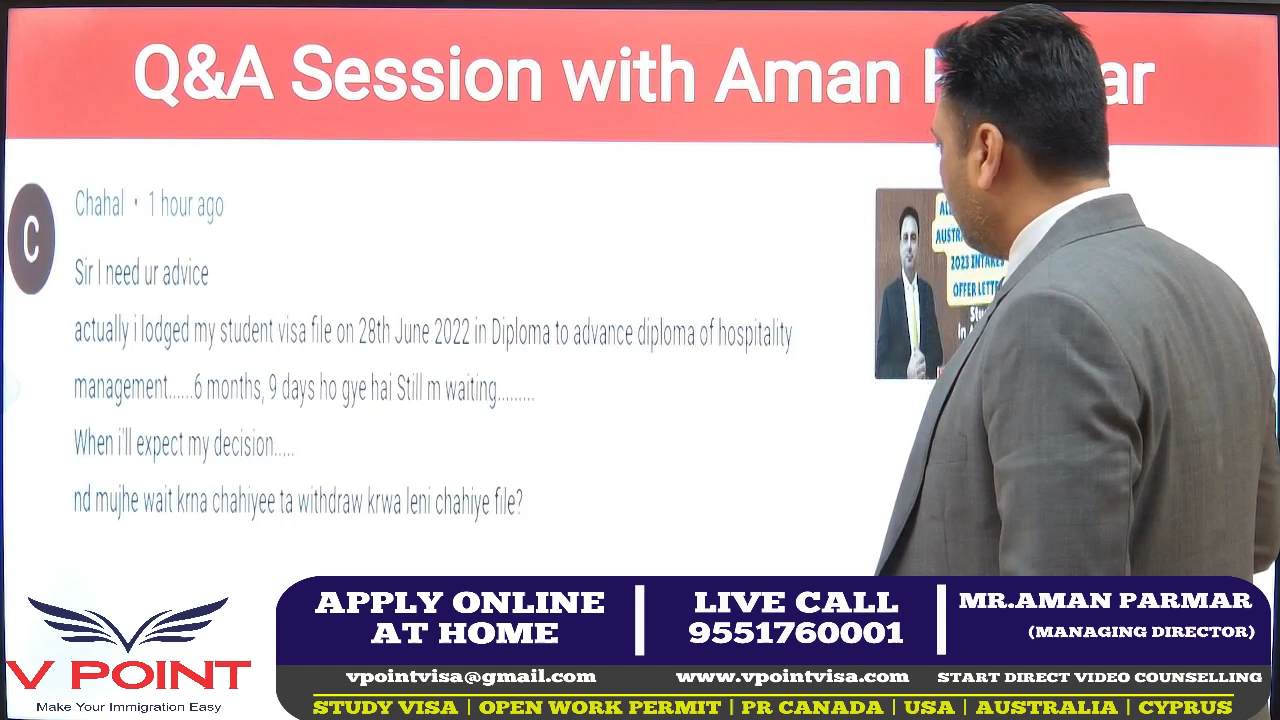 Q&A Session with Aman
C
Chahal • 1 hour ago
Sir I need ur advice
actually i lodged my student visa file on 28th June 2022 in Diploma to advance diploma of hospitality
management......6 months, 9 days ho gye hai Still m waiting.........
When i'll expect my decision.....
nd mujhe wait krna chahiyee ta withdraw krwa leni chahiye file?
2023
OFFER
APPLY ONLINE
AT HOME
LIVE CALL
9551760001
MR.AMAN PARMAR
(MANAGING DIRECTOR)
V POINT
Make Your Immigration Easy
vpointvisa@gmail.com
www.vpointvisa.com
START DIRECT VIDEO COUNSELLING
STUDY VISA | OPEN WORK PERMIT | PR CANADA | USA | AUSTRALIA | CYPRUS